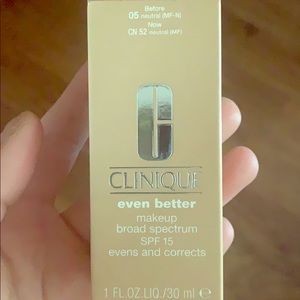 Before
05 neutral (MF-N)
Now
CN 52 neutral (MF)
CLINIQUE
even better
makeup
broad spectrum
SPF 15
evens and corrects
1 FL.OZ.LIQ./30 ml ℮